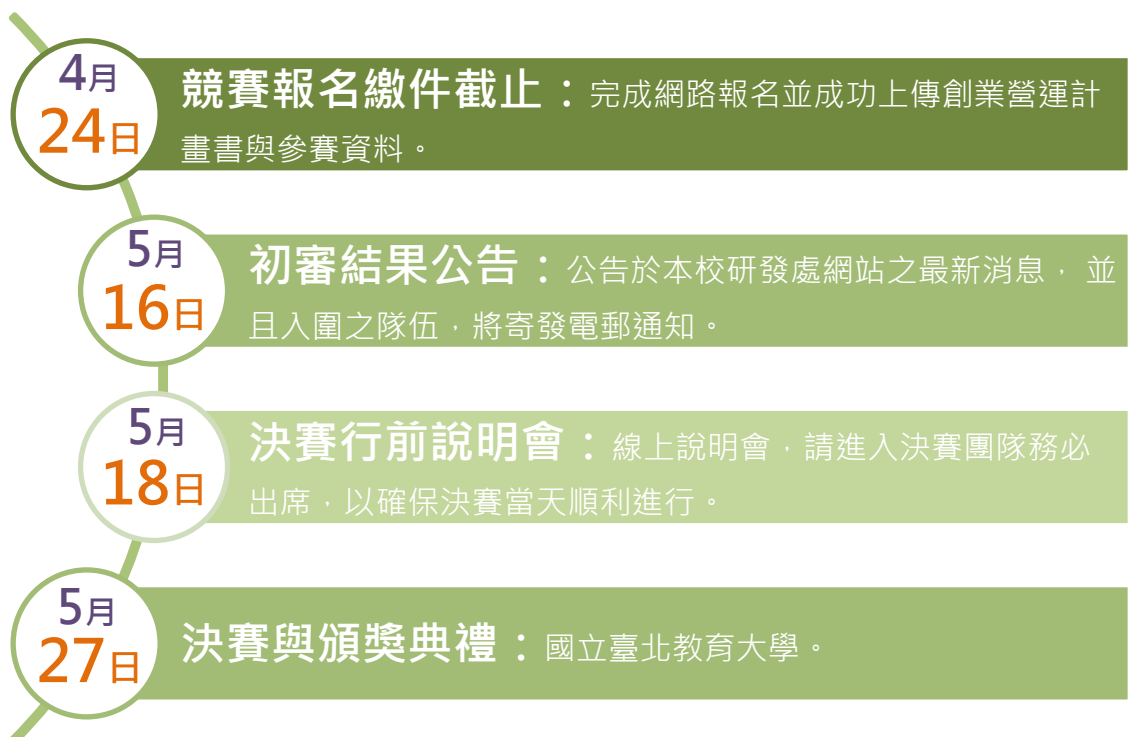 4月
24日
競賽報名繳件截止：完成網路報名並成功上傳創業營運計
畫書與參賽資料。
5月
16日
初審結果公告：公告於本校研發處網站之最新消息， 並
且入圍之隊伍，將寄發電郵通知。
5月
18日
決賽行前說明會：線上說明會，請進入決賽團隊務必
出席，以確保決賽當天順利進行。
5月
27日
決賽與頒獎典禮：國立臺北教育大學。